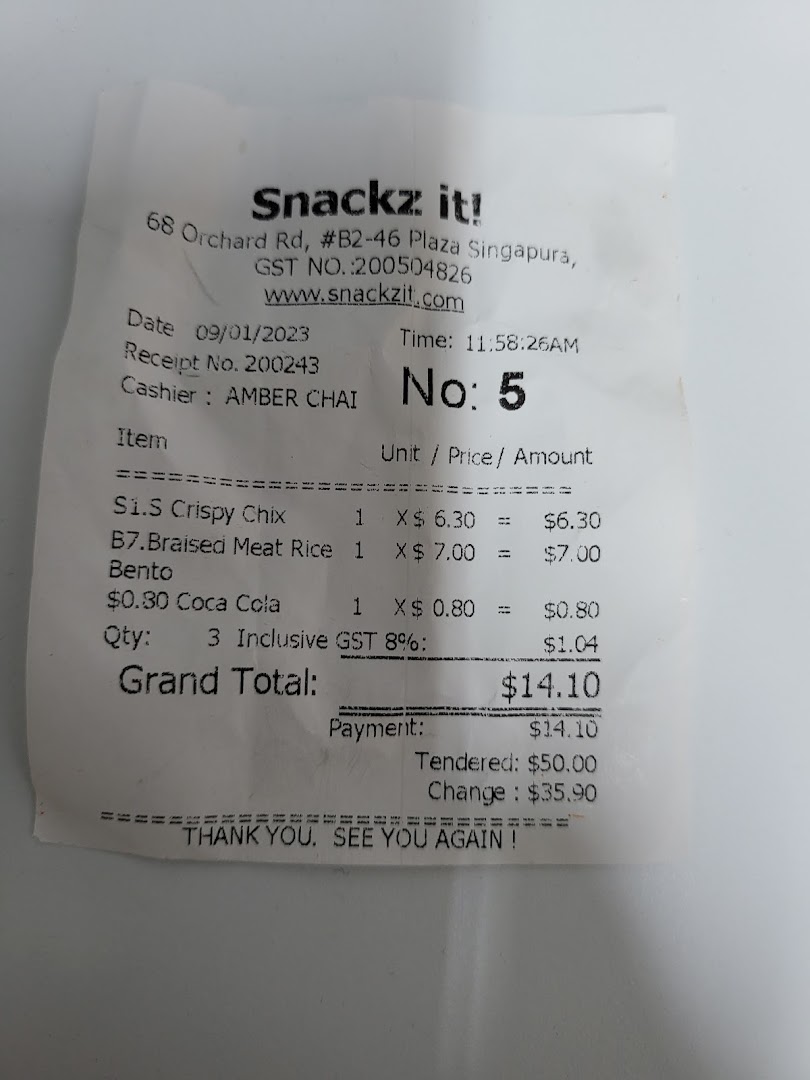 Snackz it!
68 Orchard Rd, #B2-46 Plaza Singapura,
GST NO.:200504826
www.snackzit.com
Date 09/01/2023 Time: 11:58:26AM
Receipt No. 200243
Cashier : AMBER CHAI No: 5
Item Unit / Price / Amount
================================
S1.S Crispy Chix 1 X $ 6.30 = $6.30
B7.Braised Meat Rice 1 X $ 7.00 = $7.00
Bento
$0.80 Coca Cola 1 X $ 0.80 = $0.80
Qty: 3 Inclusive GST 8%: $1.04
Grand Total: $14.10
Payment: $14.10
Tendered: $50.00
Change : $35.90
================================
THANK YOU. SEE YOU AGAIN !